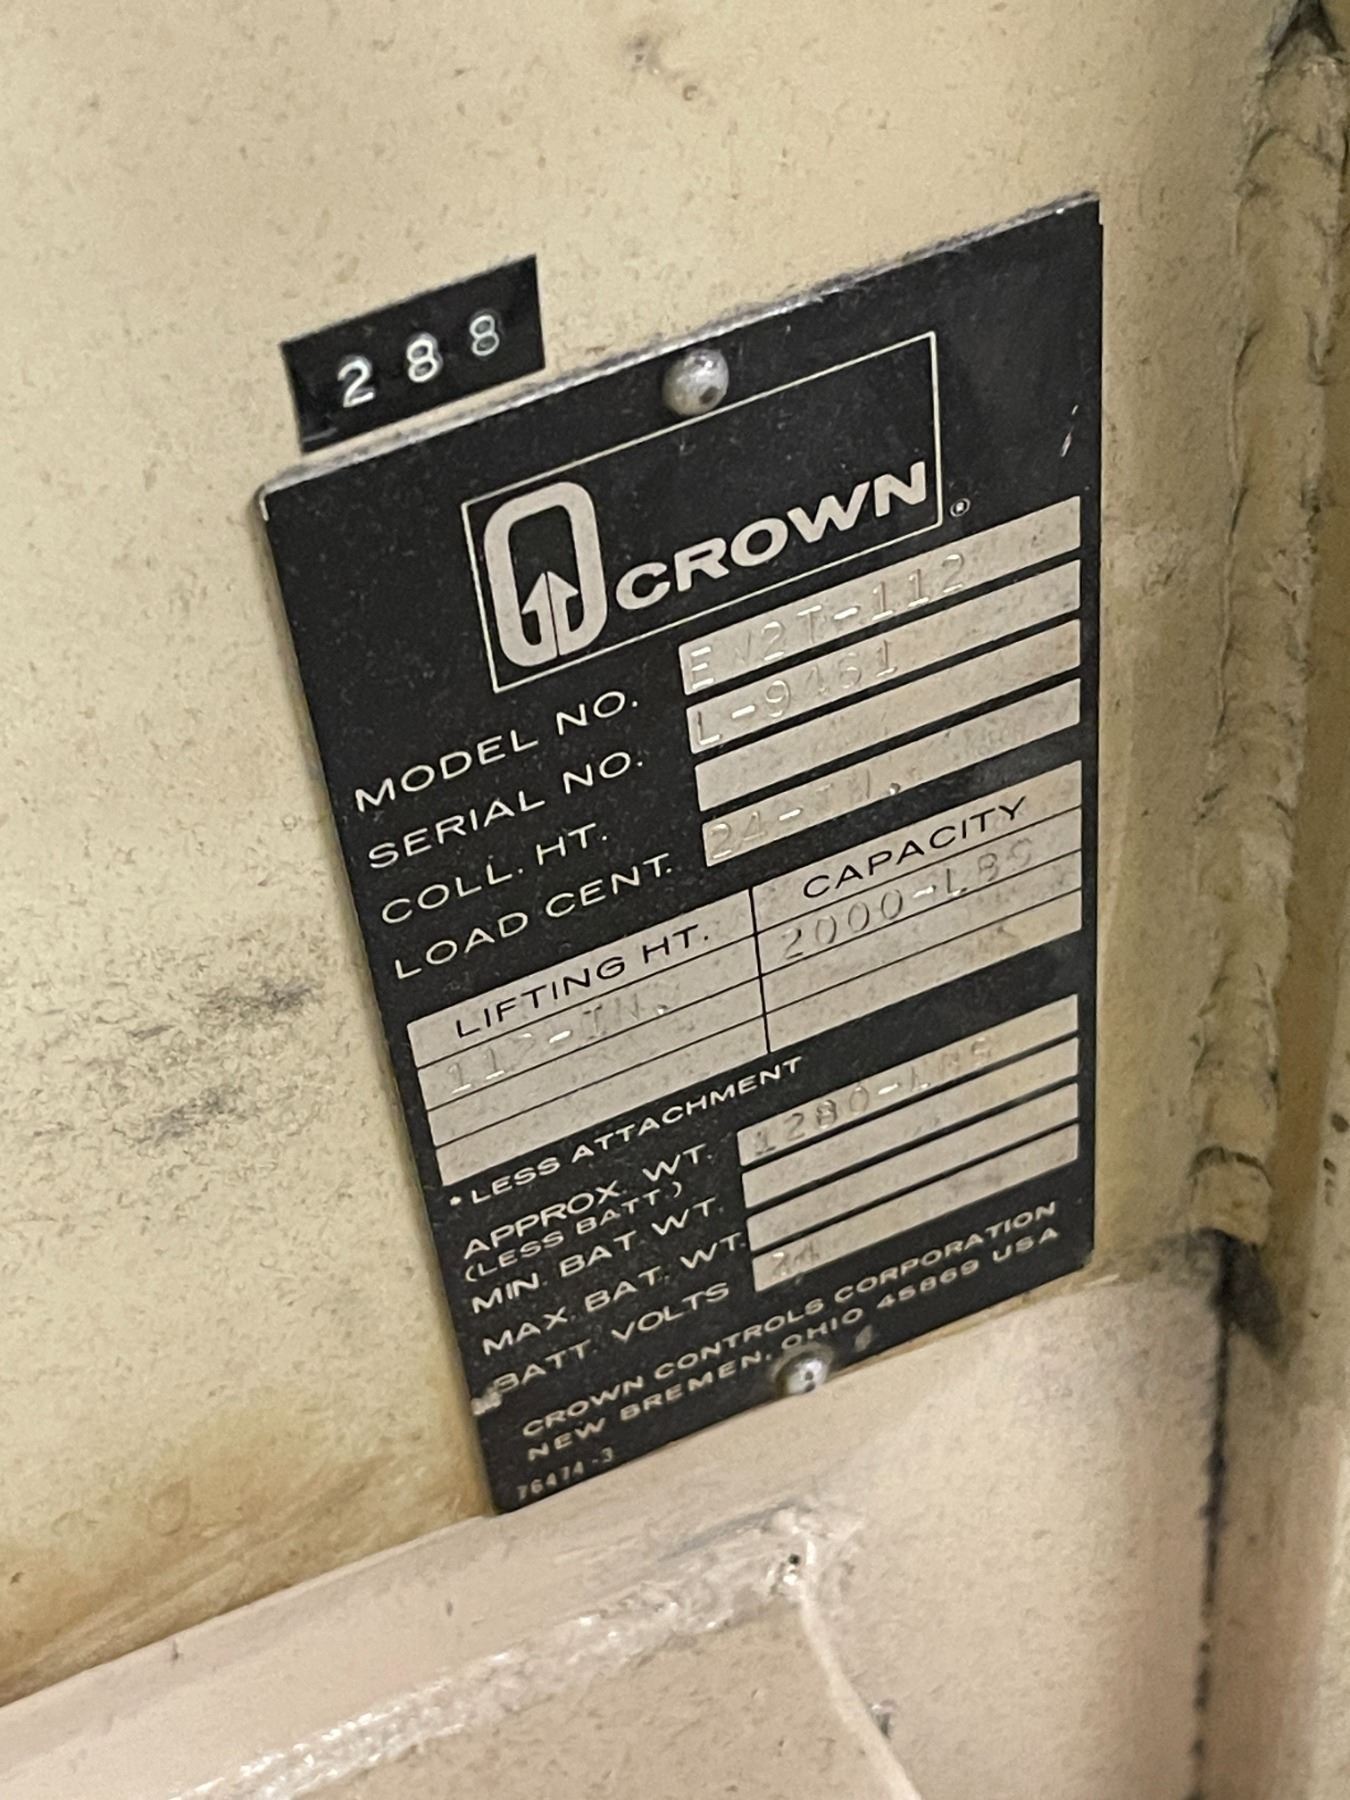 288
CROWN ®
MODEL NO. EW2T-112
SERIAL NO. L-9461
COLL. HT.
LOAD CENT. 24-IN.
LIFTING HT. CAPACITY
112-IN. 2000-LBS
*LESS ATTACHMENT
APPROX. WT. 1280-LBS
(LESS BATT.)
MIN. BAT. WT.
MAX. BAT. WT.
BATT. VOLTS
CROWN CONTROLS CORPORATION
NEW BREMEN, OHIO 45869 USA
76474-3